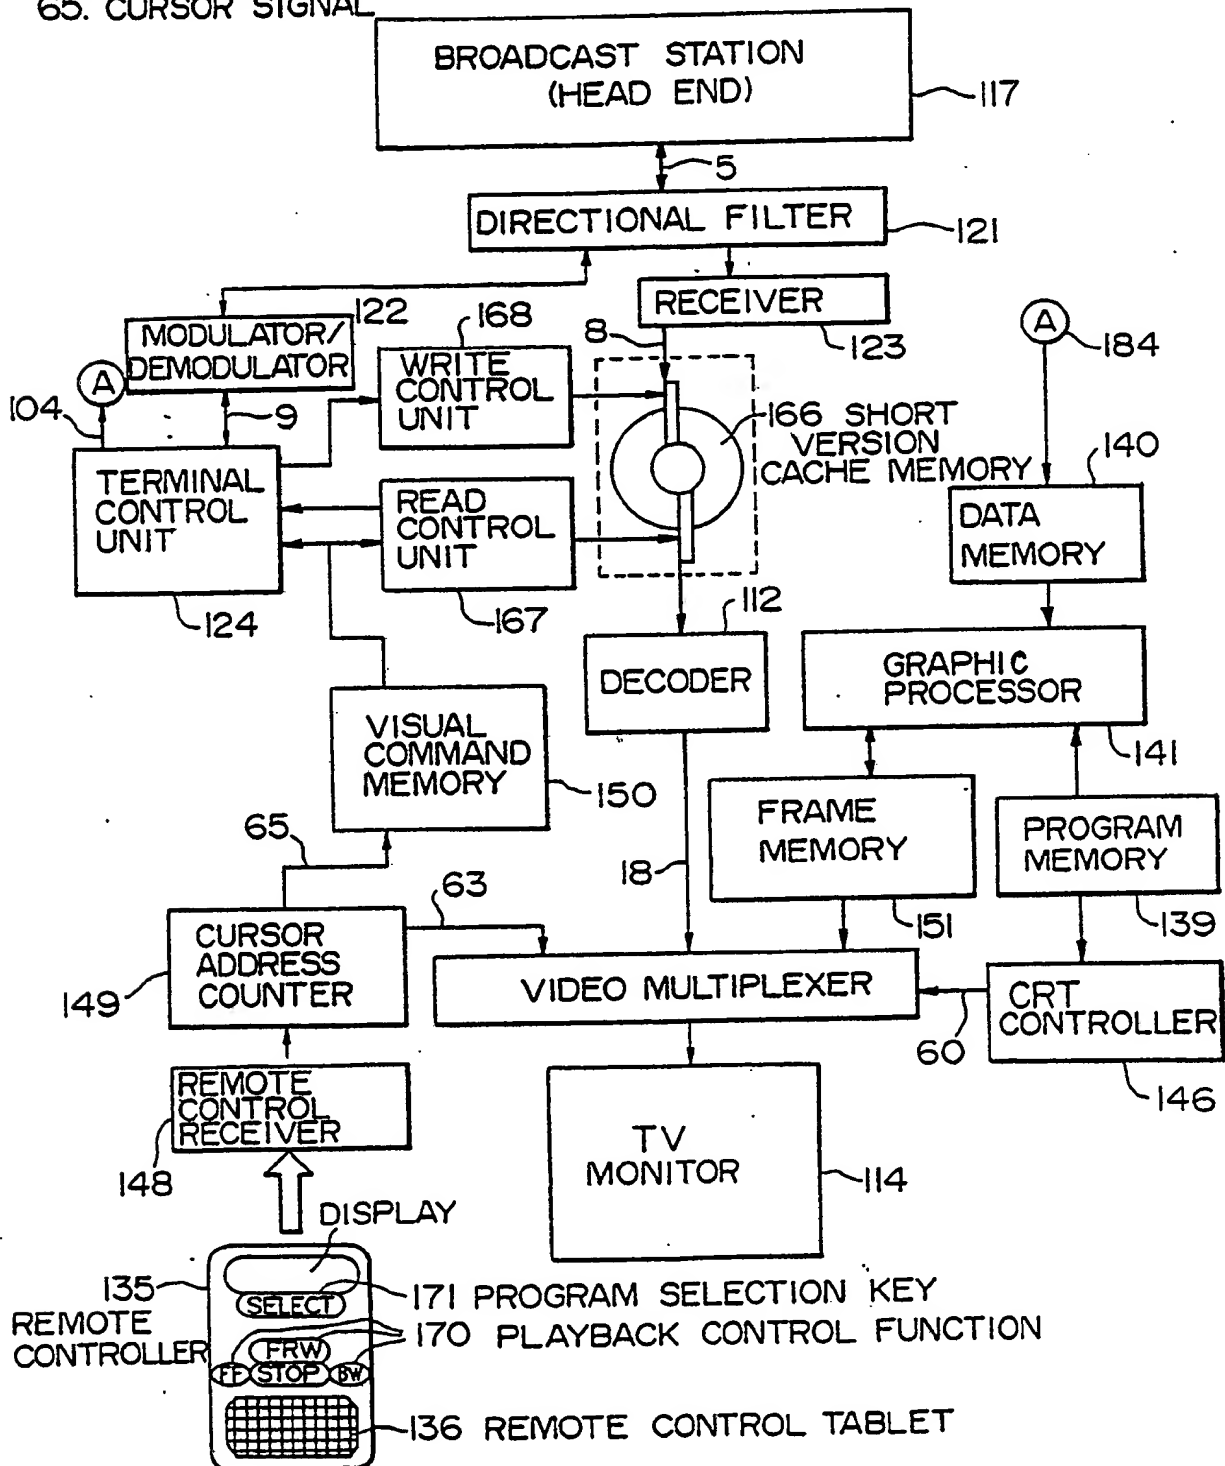 65. CURSOR SIGNAL
BROADCAST STATION
(HEAD END)
117
5
DIRECTIONAL FILTER
121
RECEIVER
123
122
MODULATOR/
DEMODULATOR
168
WRITE
CONTROL
UNIT
8
A
184
A
104
9
166 SHORT
VERSION
CACHE MEMORY
140
TERMINAL
CONTROL
UNIT
READ
CONTROL
UNIT
DATA
MEMORY
124
167
112
DECODER
GRAPHIC
PROCESSOR
141
VISUAL
COMMAND
MEMORY
150
FRAME
MEMORY
151
PROGRAM
MEMORY
139
65
63
18
CURSOR
ADDRESS
COUNTER
149
VIDEO MULTIPLEXER
60
CRT
CONTROLLER
146
REMOTE
CONTROL
RECEIVER
148
TV
MONITOR
114
DISPLAY
135
REMOTE
CONTROLLER
SELECT
171 PROGRAM SELECTION KEY
170 PLAYBACK CONTROL FUNCTION
FRW
FF
STOP
BW
136 REMOTE CONTROL TABLET